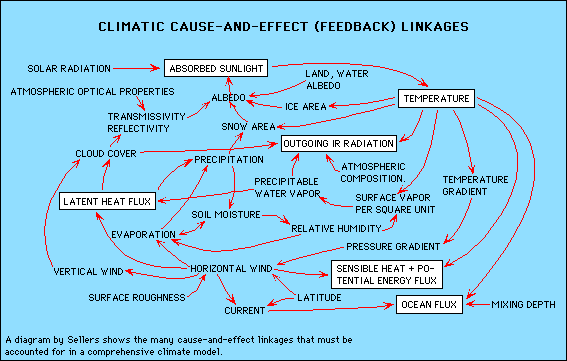 CLIMATIC CAUSE-AND-EFFECT (FEEDBACK) LINKAGES
SOLAR RADIATION
ABSORBED SUNLIGHT
LAND, WATER
ALBEDO
ATMOSPHERIC OPTICAL PROPERTIES
ALBEDO
ICE AREA
TEMPERATURE
TRANSMISSIVITY
REFLECTIVITY
SNOW AREA
OUTGOING IR RADIATION
CLOUD COVER
PRECIPITATION
ATMOSPHERIC
COMPOSITION.
TEMPERATURE
GRADIENT
PRECIPITABLE
WATER VAPOR
LATENT HEAT FLUX
SURFACE VAPOR
PER SQUARE UNIT
SOIL MOISTURE
RELATIVE HUMIDITY
EVAPORATION
PRESSURE GRADIENT
VERTICAL WIND
HORIZONTAL WIND
SENSIBLE HEAT + PO-
TENTIAL ENERGY FLUX
SURFACE ROUGHNESS
LATITUDE
CURRENT
OCEAN FLUX
MIXING DEPTH
A diagram by Sellers shows the many cause-and-effect linkages that must be
accounted for in a comprehensive climate model.